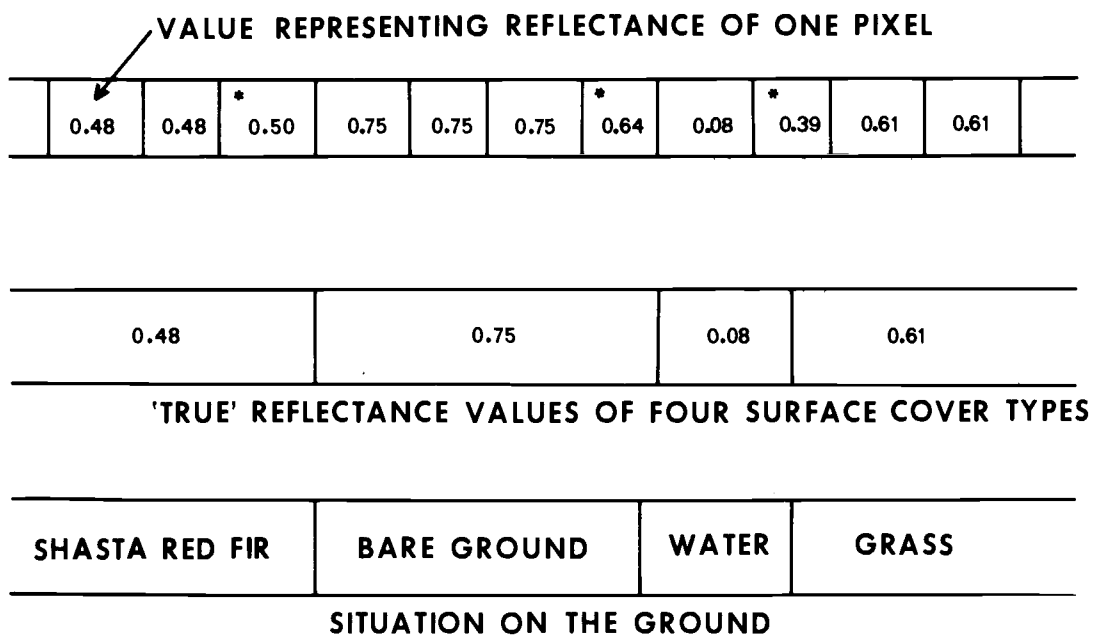 VALUE REPRESENTING REFLECTANCE OF ONE PIXEL
0.48 0.48 * 0.50 0.75 0.75 0.75 * 0.64 0.08 * 0.39 0.61 0.61
0.48 0.75 0.08 0.61
'TRUE' REFLECTANCE VALUES OF FOUR SURFACE COVER TYPES
SHASTA RED FIR BARE GROUND WATER GRASS
SITUATION ON THE GROUND